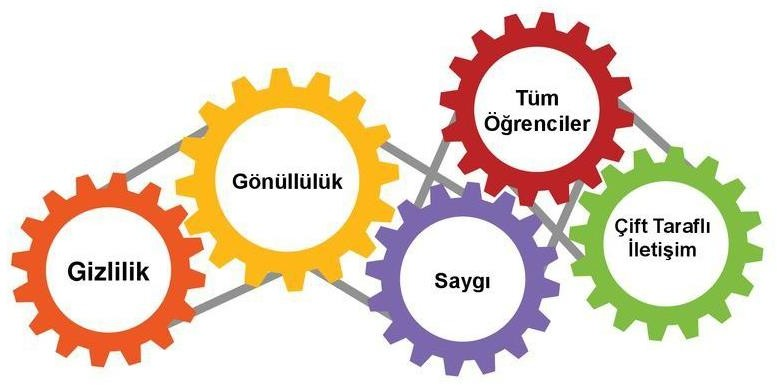 Gizlilik
Gönüllülük
Saygı
Tüm
Öğrenciler
Çift Taraflı
İletişim